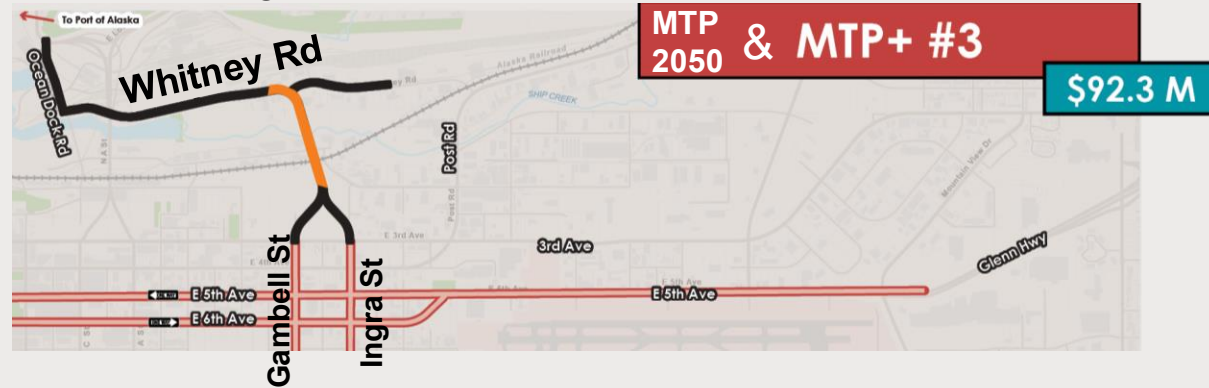 To Port of Alaska
MTP
2050
& MTP+ #3
$92.3 M
Whitney Rd
Ocean Dock Rd
Alaska Railroad
SHIP CREEK
N A St
Post Rd
Post Rd
Mountain View Dr
E 3rd Ave
3rd Ave
Glenn Hwy
E 5th Ave
E 5th Ave
E 5th Ave
E 6th Ave
C St
A S
Gambell St
Ingra St